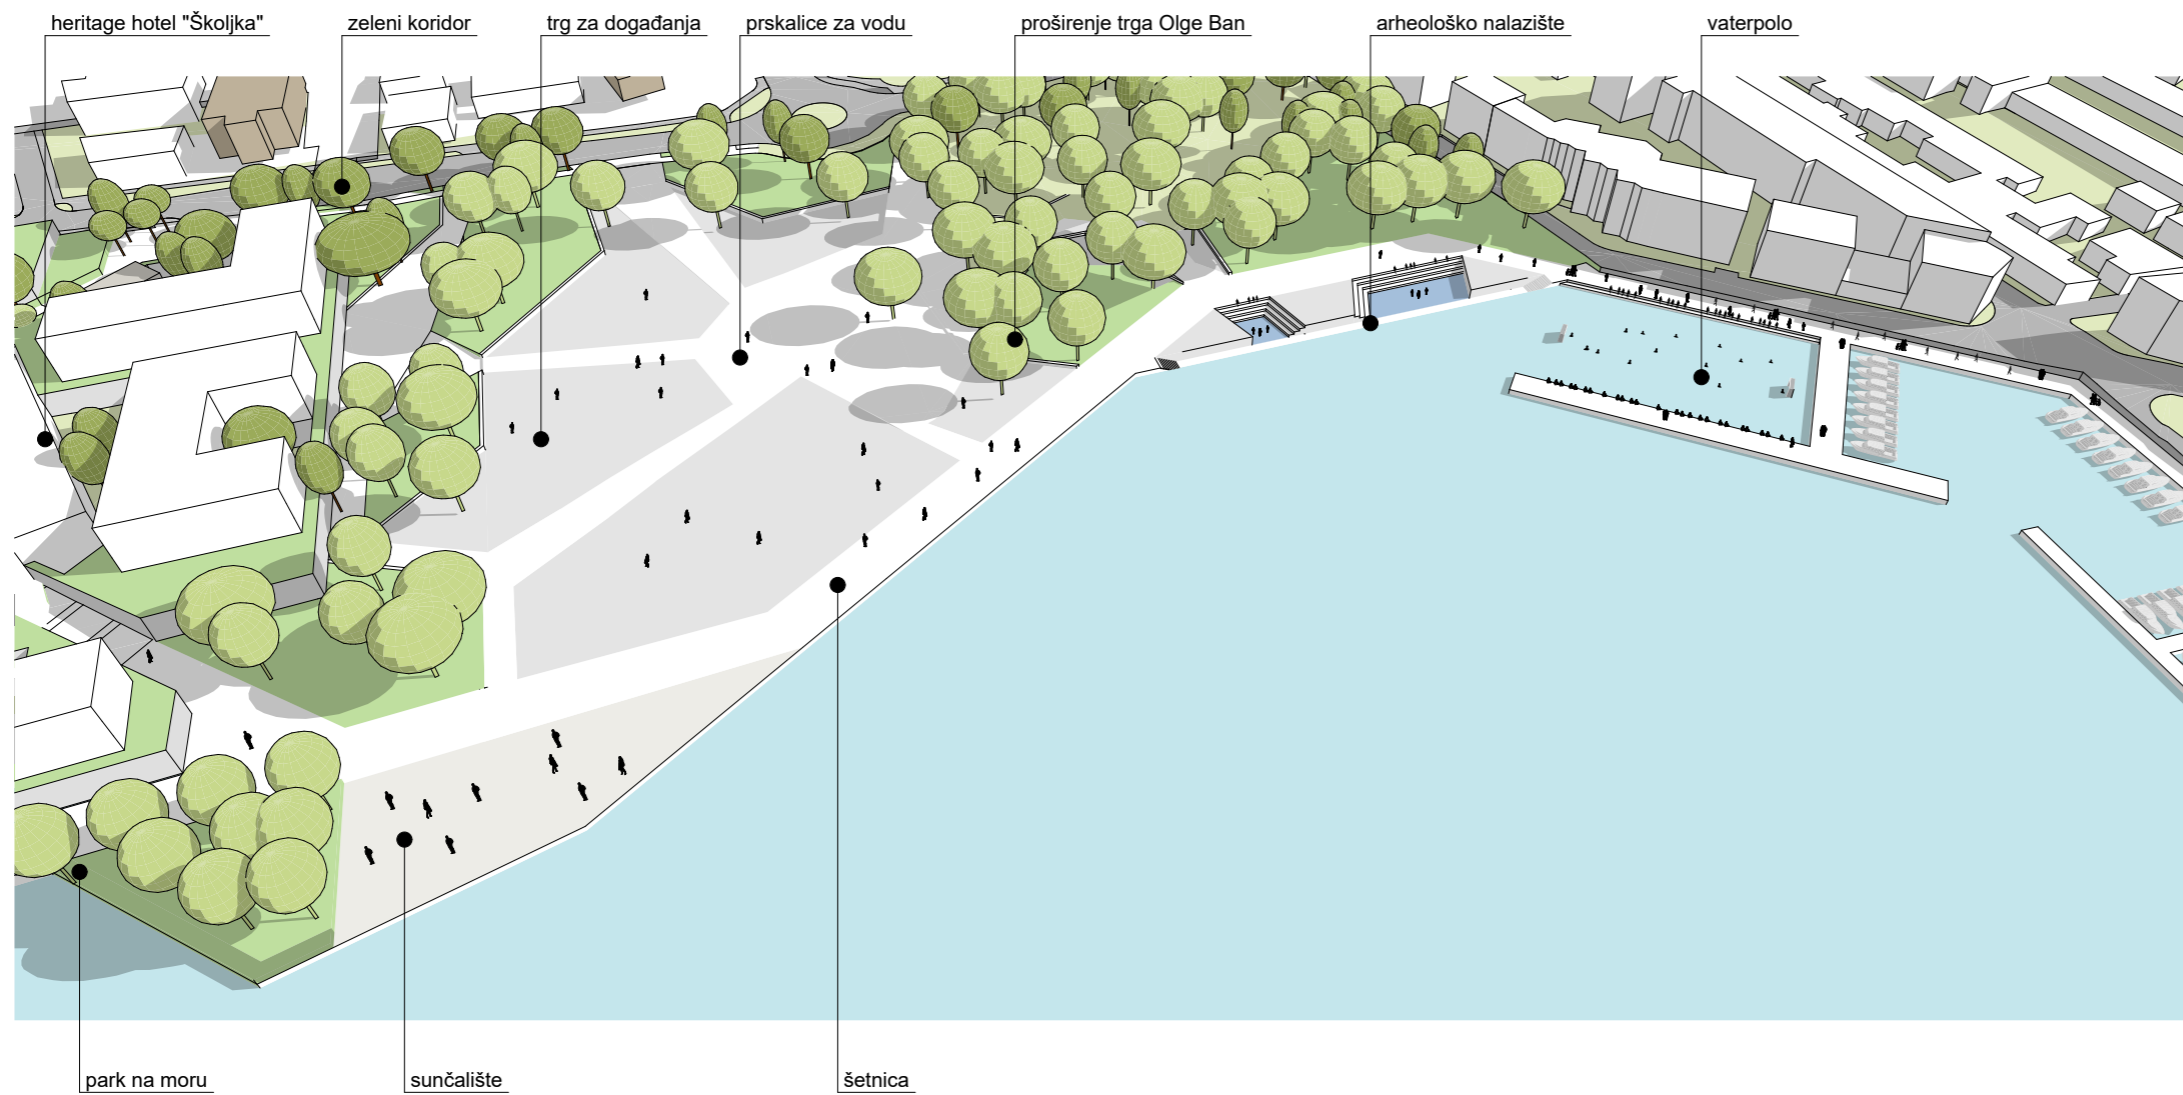 heritage hotel "Školjka"
zeleni koridor
trg za događanja
prskalice za vodu
proširenje trga Olge Ban
arheološko nalazište
vaterpolo
park na moru
sunčalište
šetnica